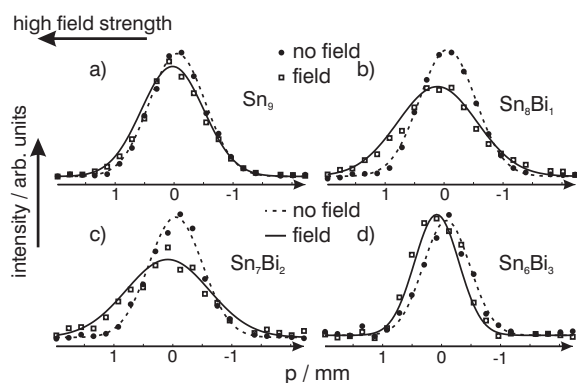 high field strength
intensity / arb. units
a)
Sn₉
no field
field
b)
Sn₈Bi₁
1 0 -1
1 0 -1
c)
Sn₇Bi₂
no field
field
d)
Sn₆Bi₃
1 0 -1
1 0 -1
p / mm